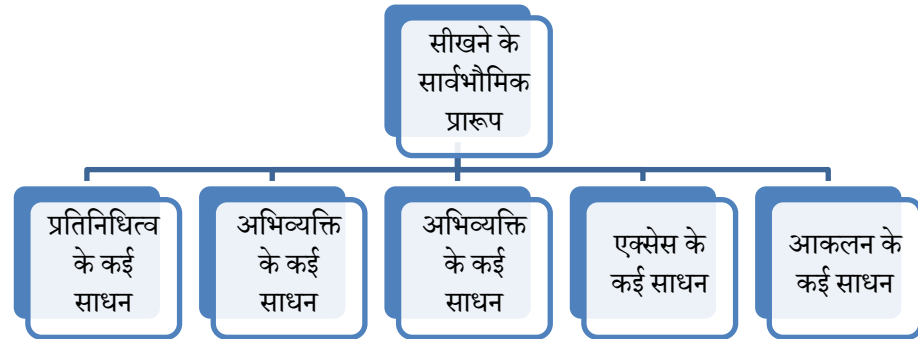 सीखने के
सार्वभौमिक
प्रारूप
प्रतिनिधित्व
के कई
साधन
अभिव्यक्ति
के कई
साधन
अभिव्यक्ति
के कई
साधन
एक्सेस के
कई साधन
आकलन के
कई साधन